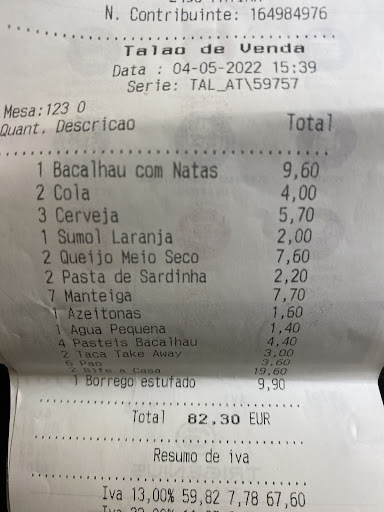 N. Contribuinte: 164984976
Talao de Venda
Data : 04-05-2022 15:39
Serie: TAL_AT\59757
Mesa:123 0
Quant. Descricao Total
1 Bacalhau com Natas 9,60
2 Cola 4,00
3 Cerveja 5,70
1 Sumol Laranja 2,00
2 Queijo Meio Seco 7,60
2 Pasta de Sardinha 2,20
7 Manteiga 7,70
1 Azeitonas 1,60
1 Agua Pequena 1,40
4 Pasteis Bacalhau 4,40
2 Taca Take Away 3,00
6 Pao 3,60
2 Bife a Casa 19,60
1 Borrego estufado 9,90
Total 82,30 EUR
Resumo de iva
Iva 13,00% 59,82 7,78 67,60